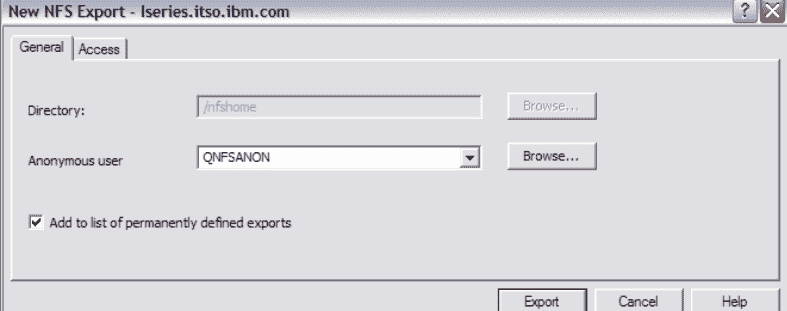 New NFS Export - Iseries.itso.ibm.com
General Access
Directory: /nfshome Browse...
Anonymous user QNFSANON Browse...
Add to list of permanently defined exports
Export Cancel Help